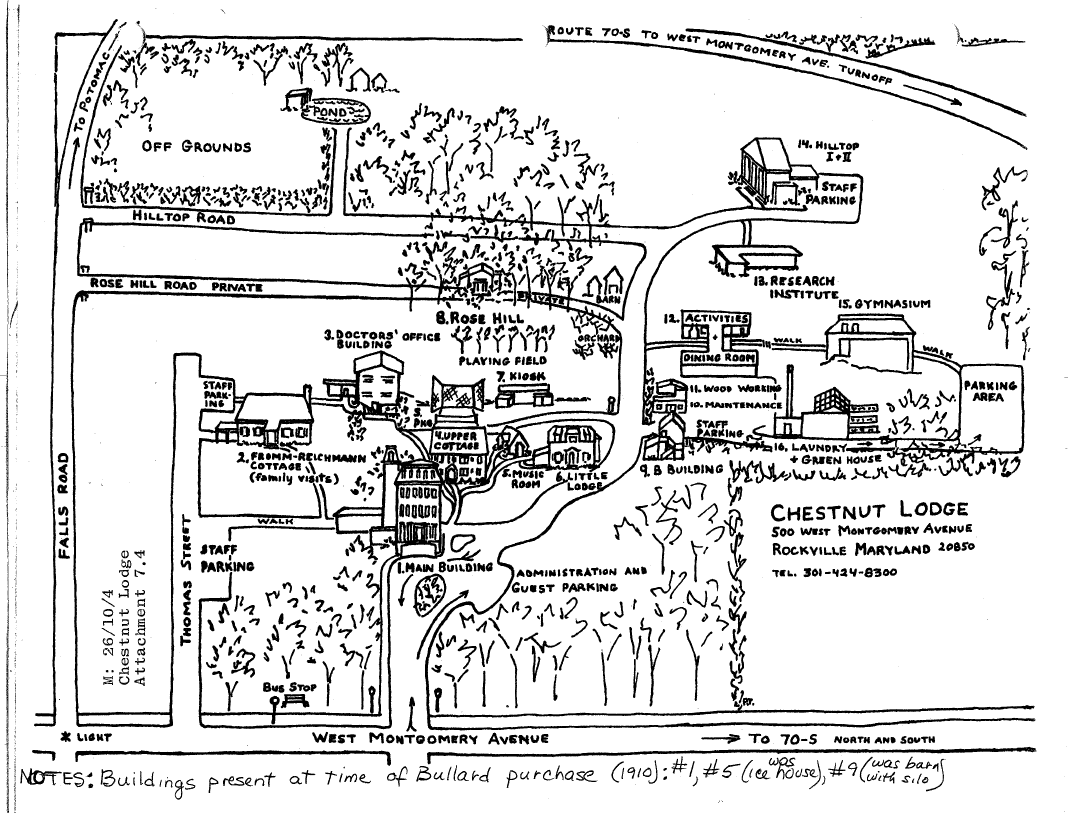 ROUTE 70-S TO WEST MONTGOMERY AVE. TURNOFF
TO POTOMAC
POND
OFF GROUNDS
14. HILLTOP
I + II
STAFF
PARKING
HILLTOP ROAD
13. RESEARCH
INSTITUTE
ROSE HILL ROAD PRIVATE
PRIVATE
BARN
8. ROSE HILL
ORCHARD
15. GYMNASIUM
12. ACTIVITIES
+
DINING ROOM
WALK
WALK
3. DOCTORS' OFFICE
BUILDING
PLAYING FIELD
7. KIOSK
STAFF
PARK-
ING
S.
PKG
11. WOOD WORKING
10. MAINTENANCE
PARKING
AREA
4. UPPER
COTTAGE
STAFF
PARKING
2. FROMM-REICHMANN
COTTAGE
(family visits)
5. MUSIC
ROOM
6. LITTLE
LODGE
9. B BUILDING
16. LAUNDRY
+ GREEN HOUSE
WALK
CHESTNUT LODGE
500 WEST MONTGOMERY AVENUE
ROCKVILLE MARYLAND 20850
TEL. 301-424-8300
STAFF
PARKING
1. MAIN BUILDING
ADMINISTRATION AND
GUEST PARKING
FALLS ROAD
THOMAS STREET
M: 26/10/4
Chestnut Lodge
Attachment 7.4
BUS STOP
P.T.
* LIGHT
WEST MONTGOMERY AVENUE
TO 70-S NORTH AND SOUTH
NOTES: Buildings present at time of Bullard purchase (1910): #1, #5 (was ice house), #9 (was barn with silo)